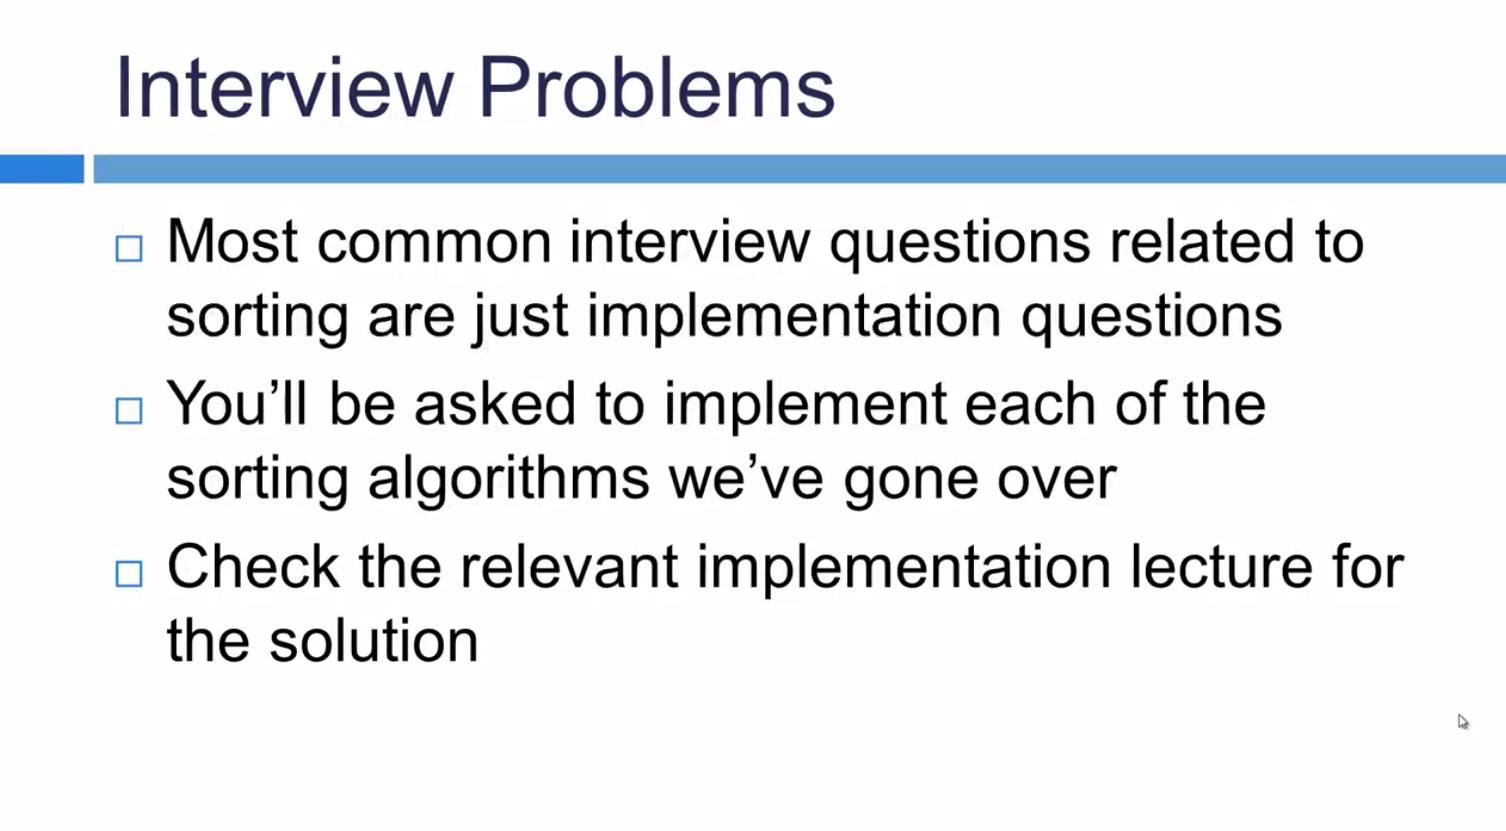 Interview Problems
Most common interview questions related to
sorting are just implementation questions
You’ll be asked to implement each of the
sorting algorithms we’ve gone over
Check the relevant implementation lecture for
the solution